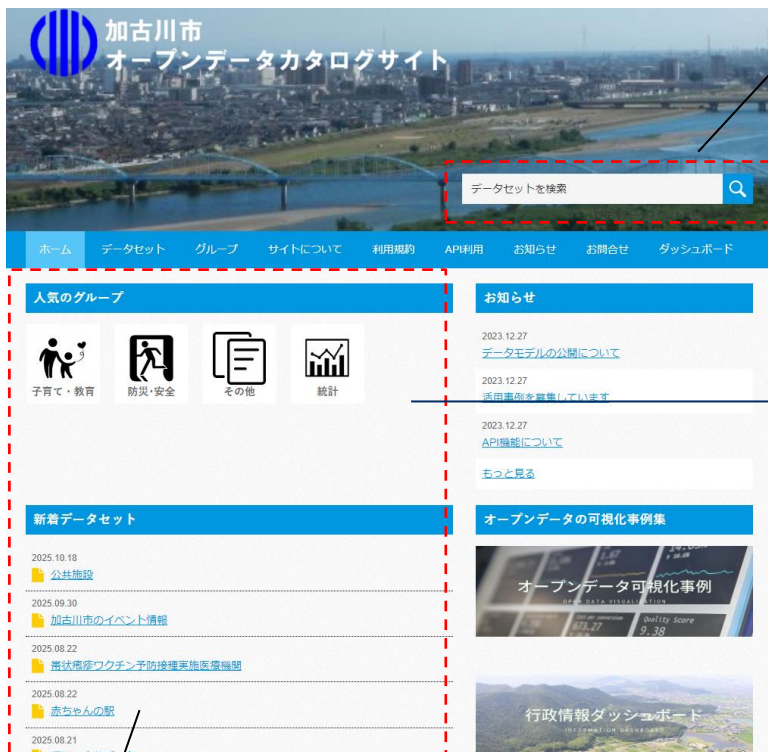 加古川市
オープンデータカタログサイト
データセットを検索
ホーム データセット グループ サイトについて 利用規約 API利用 お知らせ お問合せ ダッシュボード
人気のグループ
子育て・教育 防災・安全 その他 統計
お知らせ
2023.12.27
データモデルの公開について
2023.12.27
活用事例を募集しています
2023.12.27
API機能について
もっと見る
新着データセット
2025.10.18
公共施設
2025.09.30
加古川市のイベント情報
2025.08.22
帯状疱疹ワクチン予防接種実施医療機関
2025.08.22
赤ちゃんの駅
2025.08.21
オープンデータの可視化事例集
オープンデータ可視化事例
OPEN DATA VISUALISATION
673.27
Quality Score
9.38
行政情報ダッシュボード
INFORMATION DASHBOARD